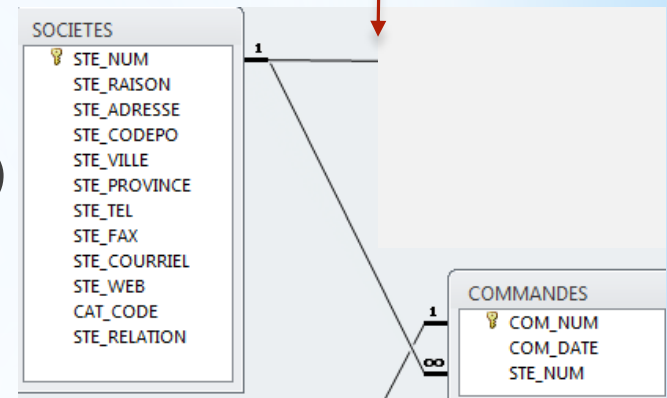 SOCIETES
STE_NUM
STE_RAISON
STE_ADRESSE
STE_CODEPO
STE_VILLE
STE_PROVINCE
STE_TEL
STE_FAX
STE_COURRIEL
STE_WEB
CAT_CODE
STE_RELATION
1
COMMANDES
COM_NUM
COM_DATE
STE_NUM
1
∞
)